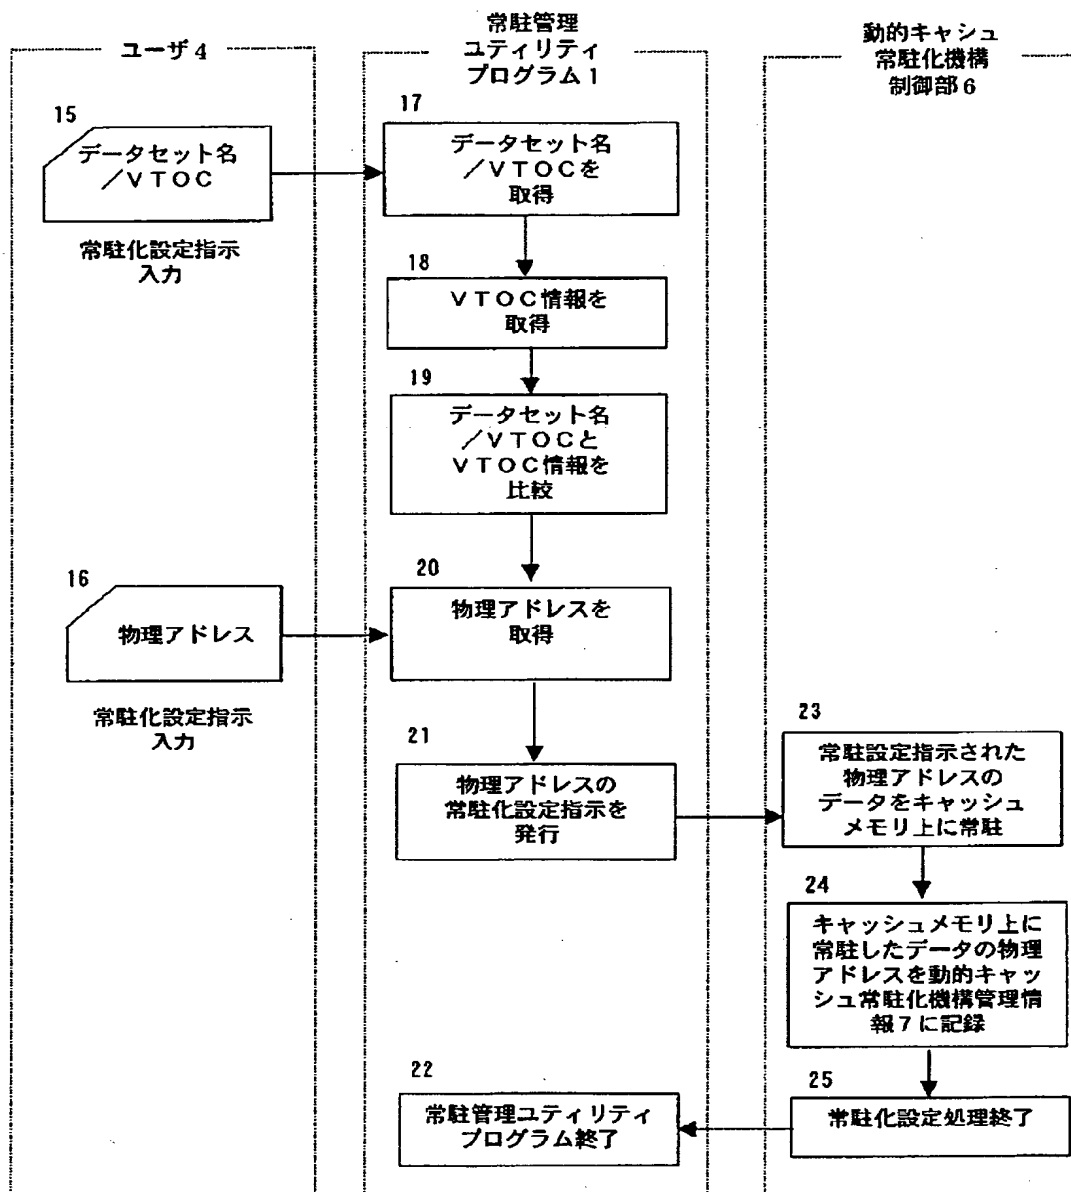 ユーザ4
常駐管理
ユティリティ
プログラム1
動的キャシュ
常駐化機構
制御部6
15
データセット名
／VTOC
常駐化設定指示
入力
17
データセット名
／VTOCを
取得
18
VTOC情報を
取得
19
データセット名
／VTOCと
VTOC情報を
比較
16
物理アドレス
常駐化設定指示
入力
20
物理アドレスを
取得
21
物理アドレスの
常駐化設定指示を
発行
23
常駐設定指示された
物理アドレスの
データをキャッシュ
メモリ上に常駐
24
キャッシュメモリ上に
常駐したデータの物理
アドレスを動的キャッ
シュ常駐化機構管理情
報7に記録
25
常駐化設定処理終了
22
常駐管理ユティリティ
プログラム終了